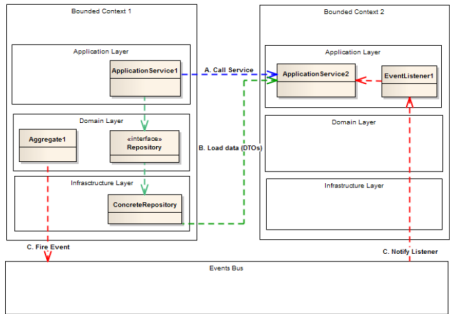 Bounded Context 1
Bounded Context 2
Application Layer
Application Layer
ApplicationService1
A. Call Service
ApplicationService2
EventListener1
Domain Layer
Domain Layer
Aggregate1
«interface»
Repository
B. Load data (DTOs)
Infrasctructure Layer
Infrastructure Layer
ConcreteRepository
C. Fire Event
C. Notify Listener
Events Bus